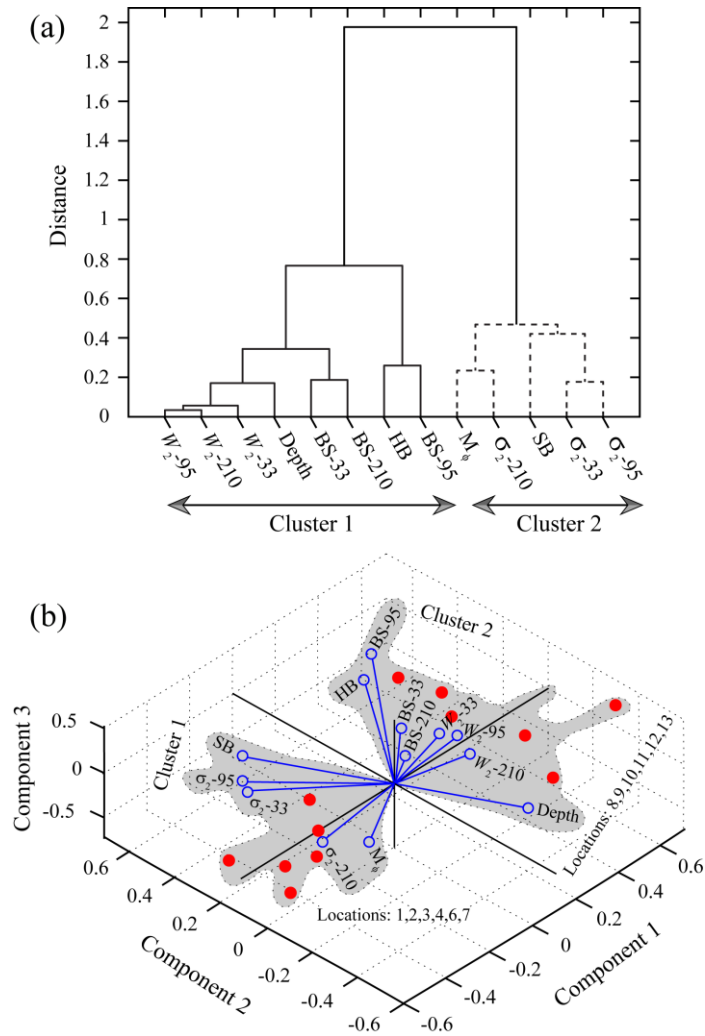 (a)
2
1.8
1.6
1.4
1.2
1
0.8
0.6
0.4
0.2
0
Distance
W₂-95
W₂-210
W₂-33
Depth
BS-33
BS-210
HB
BS-95
M𝜙
σ₂-210
SB
σ₂-33
σ₂-95
Cluster 1
Cluster 2
(b)
Cluster 2
BS-95
HB
BS-33
BS-210
W₂-33
W₂-95
W₂-210
Depth
Cluster 1
SB
σ₂-95
σ₂-33
σ₂-210
M𝜙
Locations: 1,2,3,4,6,7
Locations: 8,9,10,11,12,13
Component 3
0.5
0
-0.5
0.6
0.4
0.2
0
-0.2
-0.4
-0.6
Component 2
-0.6
-0.4
-0.2
0
0.2
0.4
0.6
Component 1